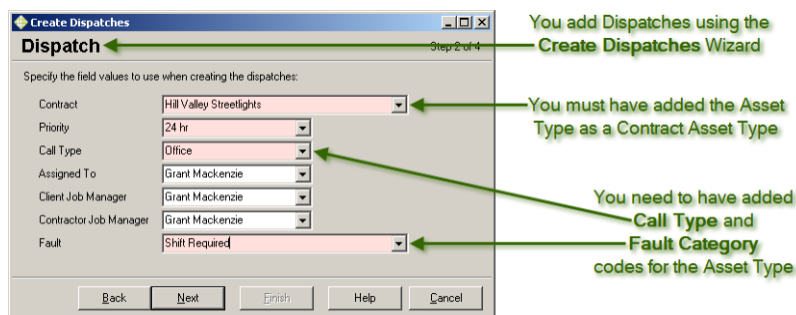 Create Dispatches
Dispatch
Step 2 of 4
Specify the field values to use when creating the dispatches:
Contract
Hill Valley Streetlights
Priority
24 hr
Call Type
Office
Assigned To
Grant Mackenzie
Client Job Manager
Grant Mackenzie
Contractor Job Manager
Grant Mackenzie
Fault
Shift Required
Back
Next
Finish
Help
Cancel
You add Dispatches using the
Create Dispatches Wizard
You must have added the Asset
Type as a Contract Asset Type
You need to have added
Call Type and
Fault Category
codes for the Asset Type